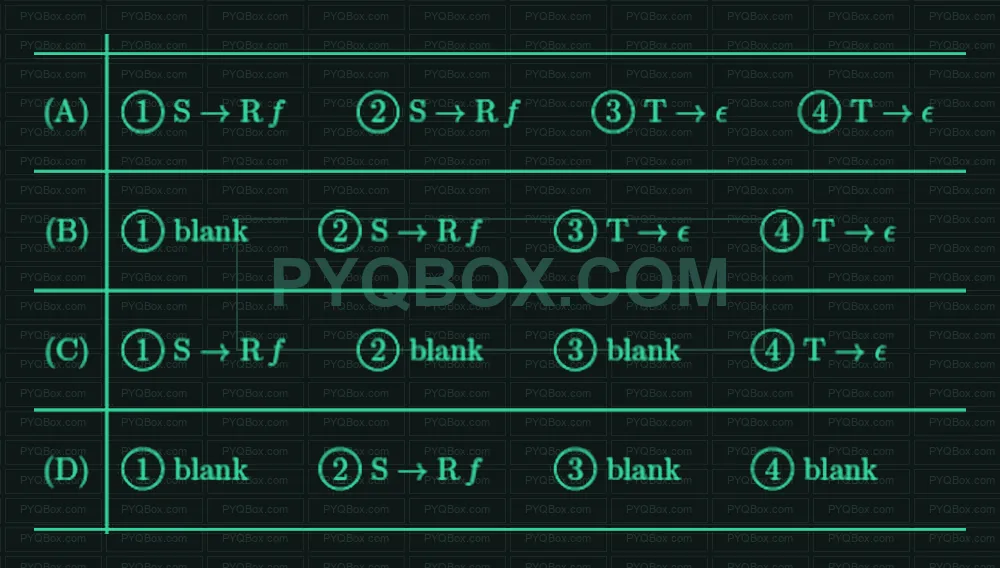 (A) ① S → R f ② S → R f ③ T → ϵ ④ T → ϵ
(B) ① blank ② S → R f ③ T → ϵ ④ T → ϵ
PYQBOX.COM
(C) ① S → R f ② blank ③ blank ④ T → ϵ
(D) ① blank ② S → R f ③ blank ④ blank